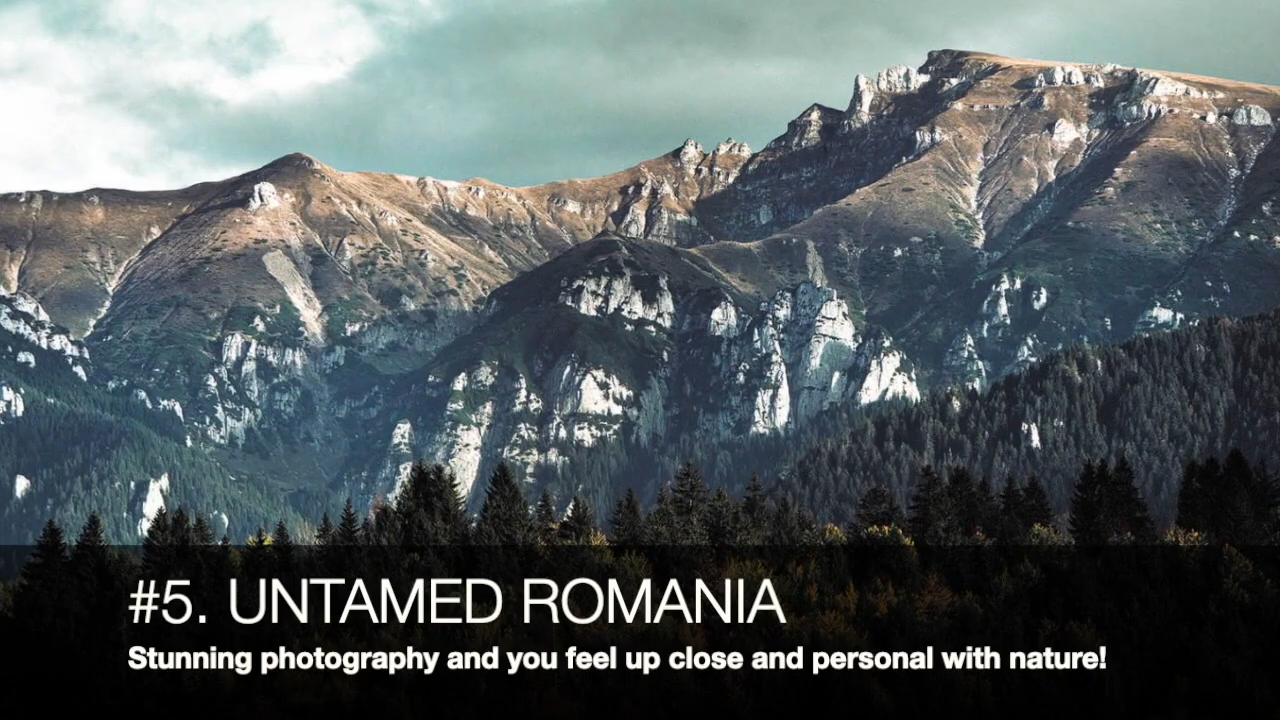 #5. UNTAMED ROMANIA
Stunning photography and you feel up close and personal with nature!